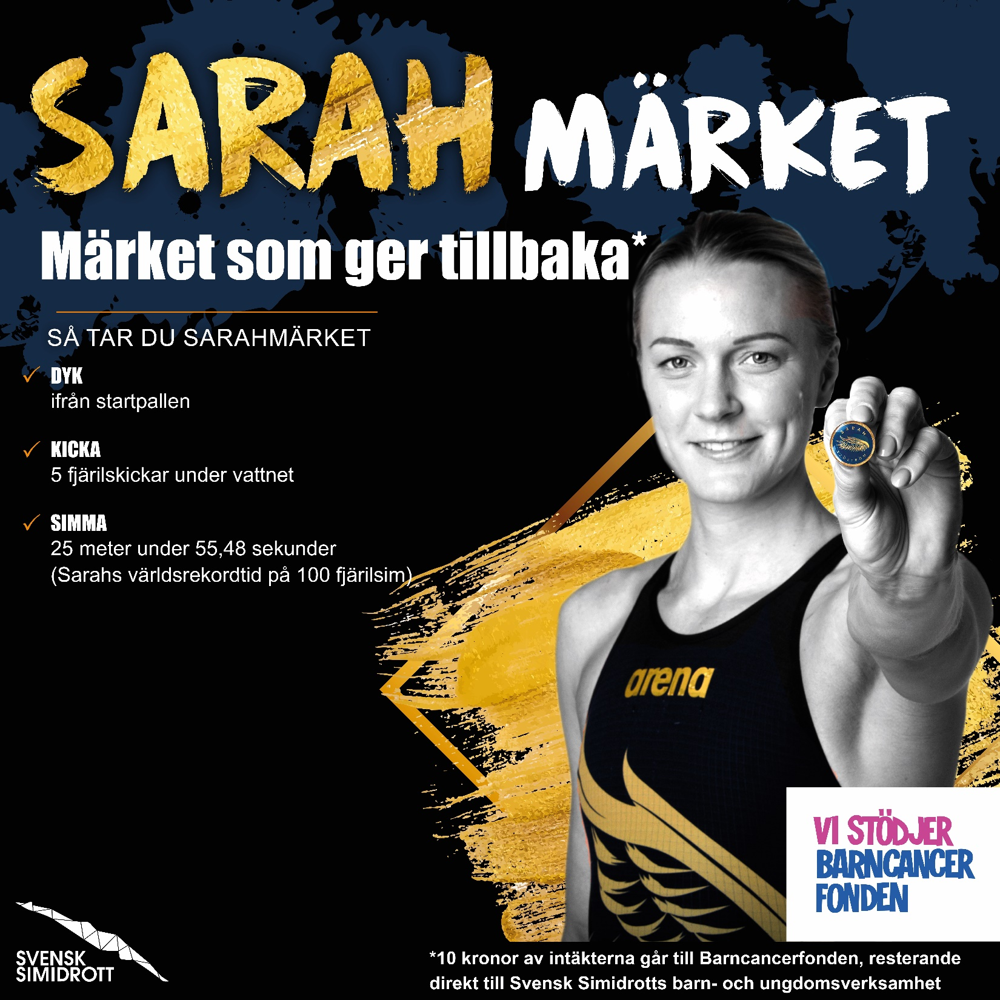 SARAH MÄRKET
Märket som ger tillbaka*
SÅ TAR DU SARAHMÄRKET
DYK
ifrån startpallen
KICKA
5 fjärilskickar under vattnet
SIMMA
25 meter under 55,48 sekunder
(Sarahs världsrekordtid på 100 fjärilsim)
SARAH
SJÖSTRÖM
arena
VI STÖDJER
BARNCANCER
FONDEN
SVENSK
SIMIDROTT
*10 kronor av intäkterna går till Barncancerfonden, resterande
direkt till Svensk Simidrotts barn- och ungdomsverksamhet